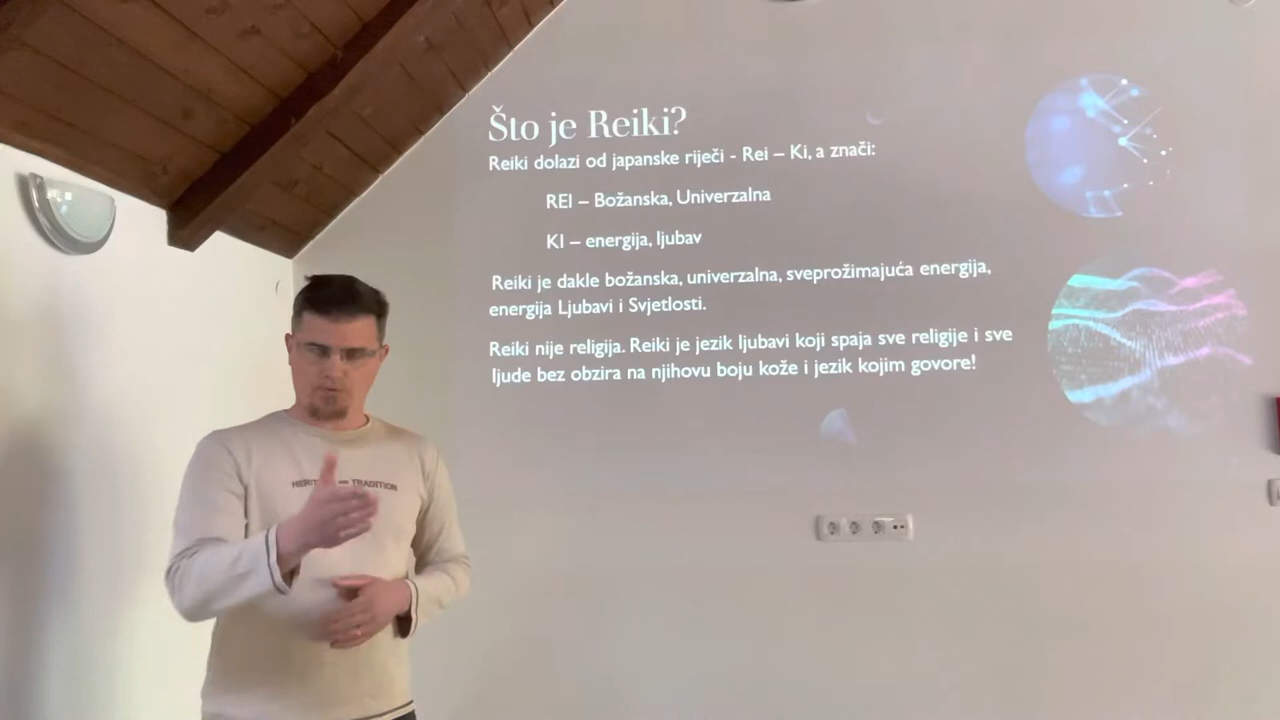 Što je Reiki?
Reiki dolazi od japanske riječi - Rei – Ki, a znači:
REI – Božanska, Univerzalna
KI – energija, ljubav
Reiki je dakle božanska, univerzalna, sveprožimajuća energija,
energija Ljubavi i Svjetlosti.
Reiki nije religija. Reiki je jezik ljubavi koji spaja sve religije i sve
ljude bez obzira na njihovu boju kože i jezik kojim govore!
TRADITION